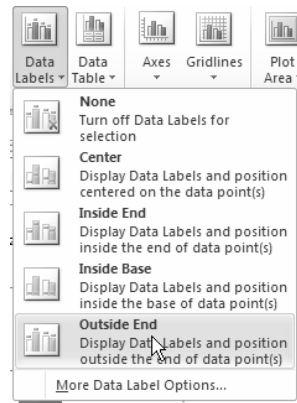 Data Labels
Data Table
Axes
Gridlines
Plot Area
None
Turn off Data Labels for
selection
Center
Display Data Labels and position
centered on the data point(s)
Inside End
Display Data Labels and position
inside the end of data point(s)
Inside Base
Display Data Labels and position
inside the base of data point(s)
Outside End
Display Data Labels and position
outside the end of data point(s)
More Data Label Options...